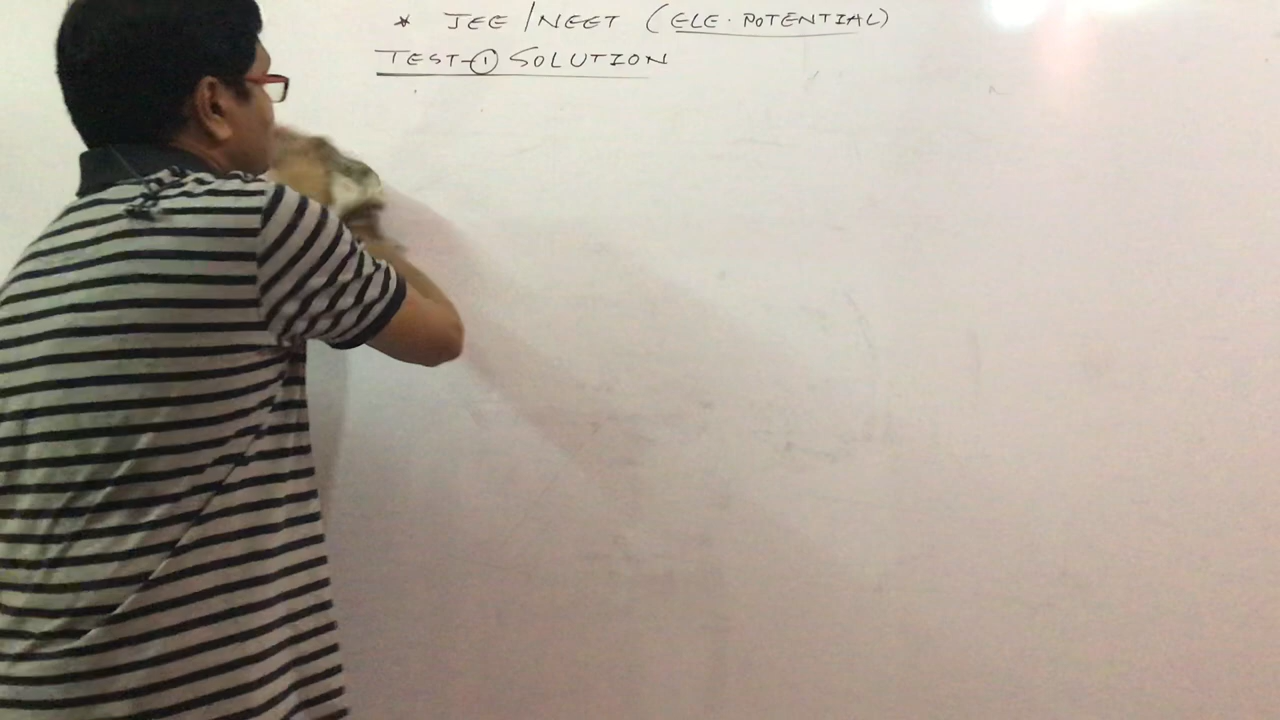 * JEE/NEET (ELE. POTENTIAL)
TEST-① SOLUTION